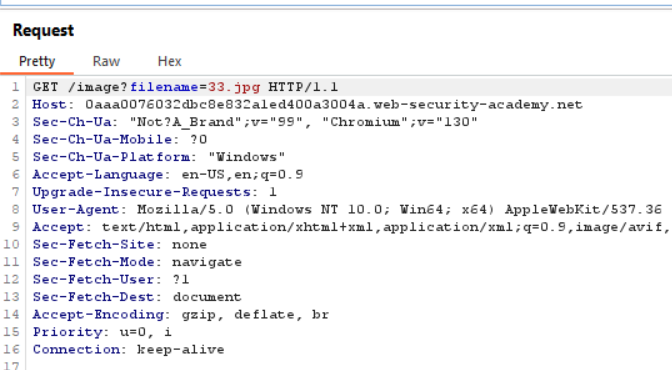 Request
Pretty Raw Hex
1 GET /image?filename=33.jpg HTTP/1.1
2 Host: 0aaa0076032dbc8e832a1ed400a3004a.web-security-academy.net
3 Sec-Ch-Ua: "Not?A_Brand";v="99", "Chromium";v="130"
4 Sec-Ch-Ua-Mobile: ?0
5 Sec-Ch-Ua-Platform: "Windows"
6 Accept-Language: en-US,en;q=0.9
7 Upgrade-Insecure-Requests: 1
8 User-Agent: Mozilla/5.0 (Windows NT 10.0; Win64; x64) AppleWebKit/537.36
9 Accept: text/html,application/xhtml+xml,application/xml;q=0.9,image/avif,
10 Sec-Fetch-Site: none
11 Sec-Fetch-Mode: navigate
12 Sec-Fetch-User: ?1
13 Sec-Fetch-Dest: document
14 Accept-Encoding: gzip, deflate, br
15 Priority: u=0, i
16 Connection: keep-alive
17